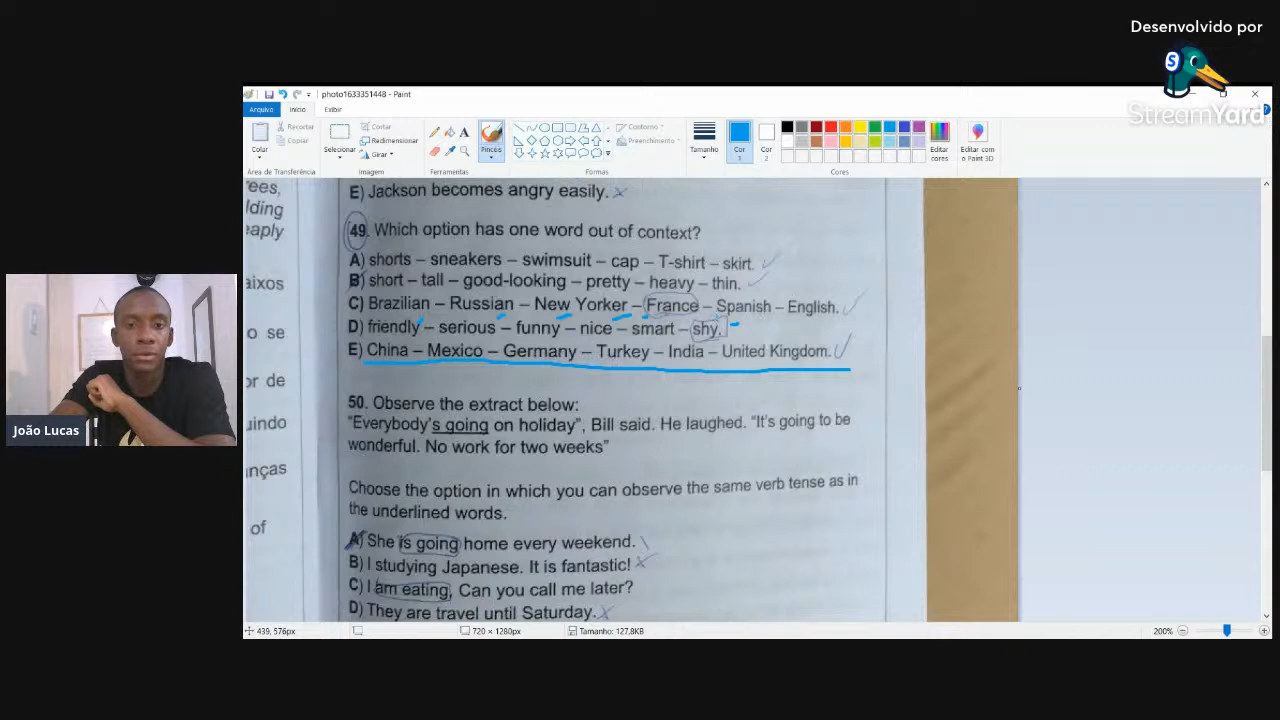 Desenvolvido por
S
StreamYard
photo1633351448 - Paint
Arquivo Início Exibir
Colar
Recortar
Copiar
Área de Transferência
Selecionar
Cortar
Redimensionar
Girar
Imagem
A
Ferramentas
Pincéis
Contorno
Preenchimento
Formas
Tamanho
Cor 1
Cor 2
Editar cores
Editar com o Paint 3D
Cores
ees,
lding
eaply
aixos
o se
or de
uindo
nças
of
E) Jackson becomes angry easily.
49. Which option has one word out of context?
A) shorts – sneakers – swimsuit – cap – T-shirt – skirt.
B) short – tall – good-looking – pretty – heavy – thin.
C) Brazilian – Russian – New Yorker – France – Spanish – English.
D) friendly – serious – funny – nice – smart – shy.
E) China – Mexico – Germany – Turkey – India – United Kingdom.
50. Observe the extract below:
“Everybody’s going on holiday”, Bill said. He laughed. “It’s going to be
wonderful. No work for two weeks”
Choose the option in which you can observe the same verb tense as in
the underlined words.
A) She is going home every weekend.
B) I studying Japanese. It is fantastic!
C) I am eating, Can you call me later?
D) They are travel until Saturday.
João Lucas
439, 576px
720 × 1280px
Tamanho: 127,8KB
200%